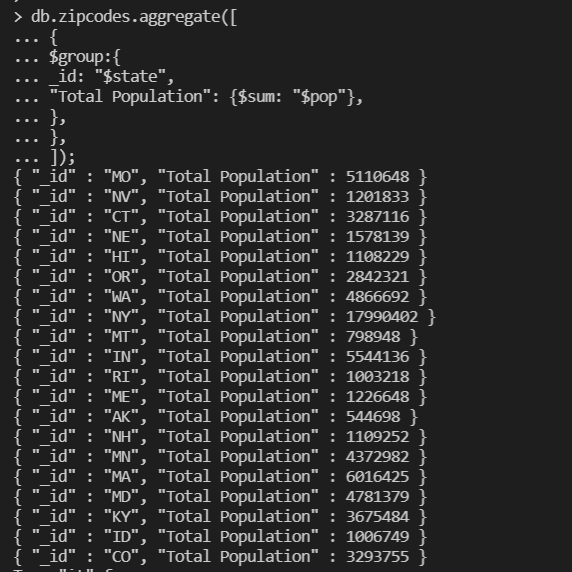 > db.zipcodes.aggregate([
... {
... $group:{
... _id: "$state",
... "Total Population": {$sum: "$pop"},
... },
... },
... ]);
{ "_id" : "MO", "Total Population" : 5110648 }
{ "_id" : "NV", "Total Population" : 1201833 }
{ "_id" : "CT", "Total Population" : 3287116 }
{ "_id" : "NE", "Total Population" : 1578139 }
{ "_id" : "HI", "Total Population" : 1108229 }
{ "_id" : "OR", "Total Population" : 2842321 }
{ "_id" : "WA", "Total Population" : 4866692 }
{ "_id" : "NY", "Total Population" : 17990402 }
{ "_id" : "MT", "Total Population" : 798948 }
{ "_id" : "IN", "Total Population" : 5544136 }
{ "_id" : "RI", "Total Population" : 1003218 }
{ "_id" : "ME", "Total Population" : 1226648 }
{ "_id" : "AK", "Total Population" : 544698 }
{ "_id" : "NH", "Total Population" : 1109252 }
{ "_id" : "MN", "Total Population" : 4372982 }
{ "_id" : "MA", "Total Population" : 6016425 }
{ "_id" : "MD", "Total Population" : 4781379 }
{ "_id" : "KY", "Total Population" : 3675484 }
{ "_id" : "ID", "Total Population" : 1006749 }
{ "_id" : "CO", "Total Population" : 3293755 }